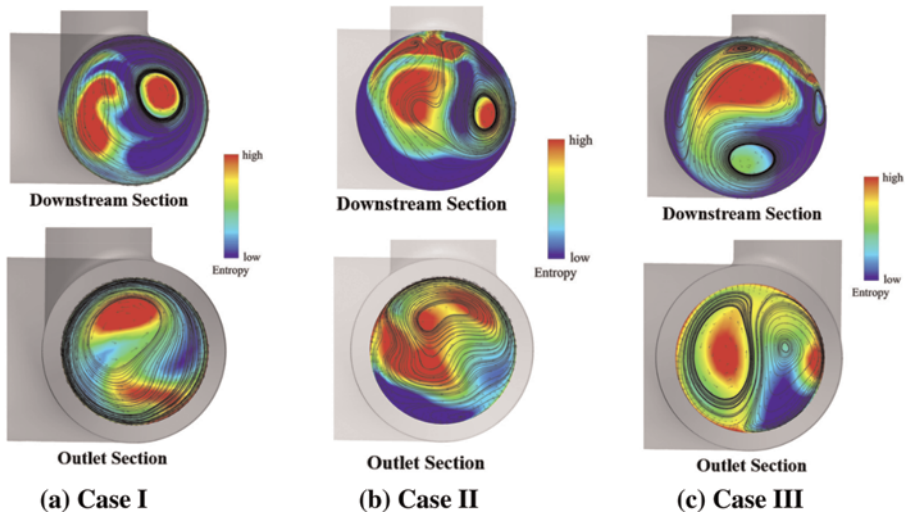 high
low
Entropy
Downstream Section
Outlet Section
(a) Case I
high
low
Entropy
Downstream Section
Outlet Section
(b) Case II
high
low
Entropy
Downstream Section
Outlet Section
(c) Case III